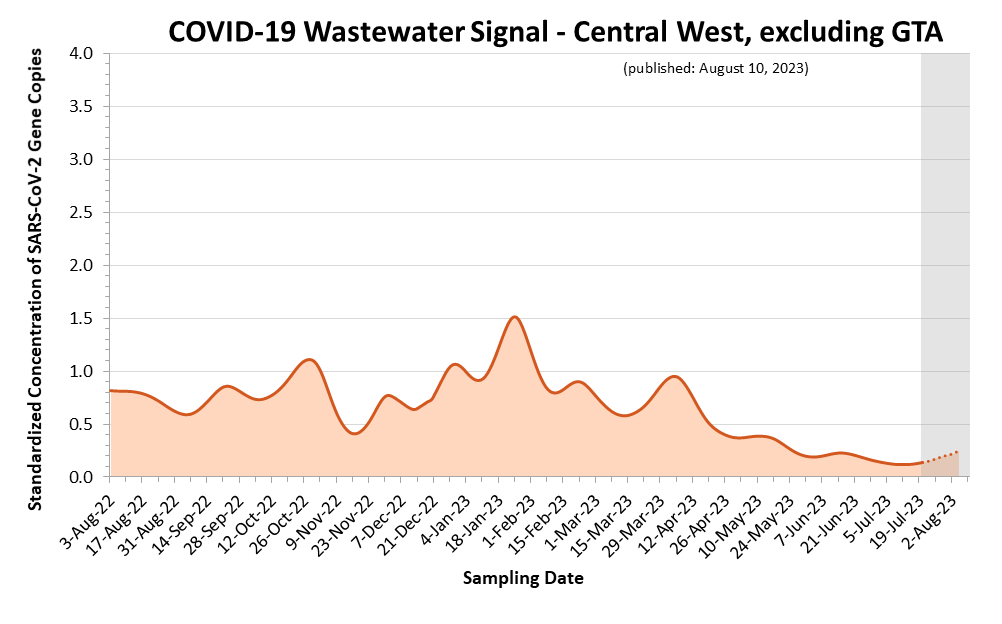 COVID-19 Wastewater Signal - Central West, excluding GTA
(published: August 10, 2023)
Standardized Concentration of SARS-CoV-2 Gene Copies
4.0
3.5
3.0
2.5
2.0
1.5
1.0
0.5
0.0
3-Aug-22
17-Aug-22
31-Aug-22
14-Sep-22
28-Sep-22
12-Oct-22
26-Oct-22
9-Nov-22
23-Nov-22
7-Dec-22
21-Dec-22
4-Jan-23
18-Jan-23
1-Feb-23
15-Feb-23
1-Mar-23
15-Mar-23
29-Mar-23
12-Apr-23
26-Apr-23
10-May-23
24-May-23
7-Jun-23
21-Jun-23
5-Jul-23
19-Jul-23
2-Aug-23
Sampling Date